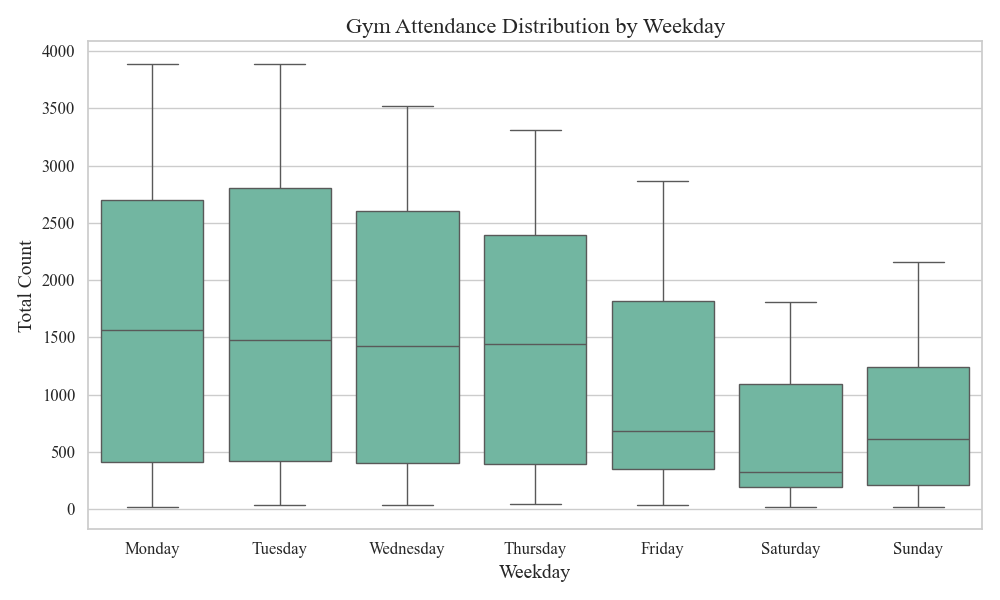 Gym Attendance Distribution by Weekday
Total Count
4000
3500
3000
2500
2000
1500
1000
500
0
Monday Tuesday Wednesday Thursday Friday Saturday Sunday
Weekday